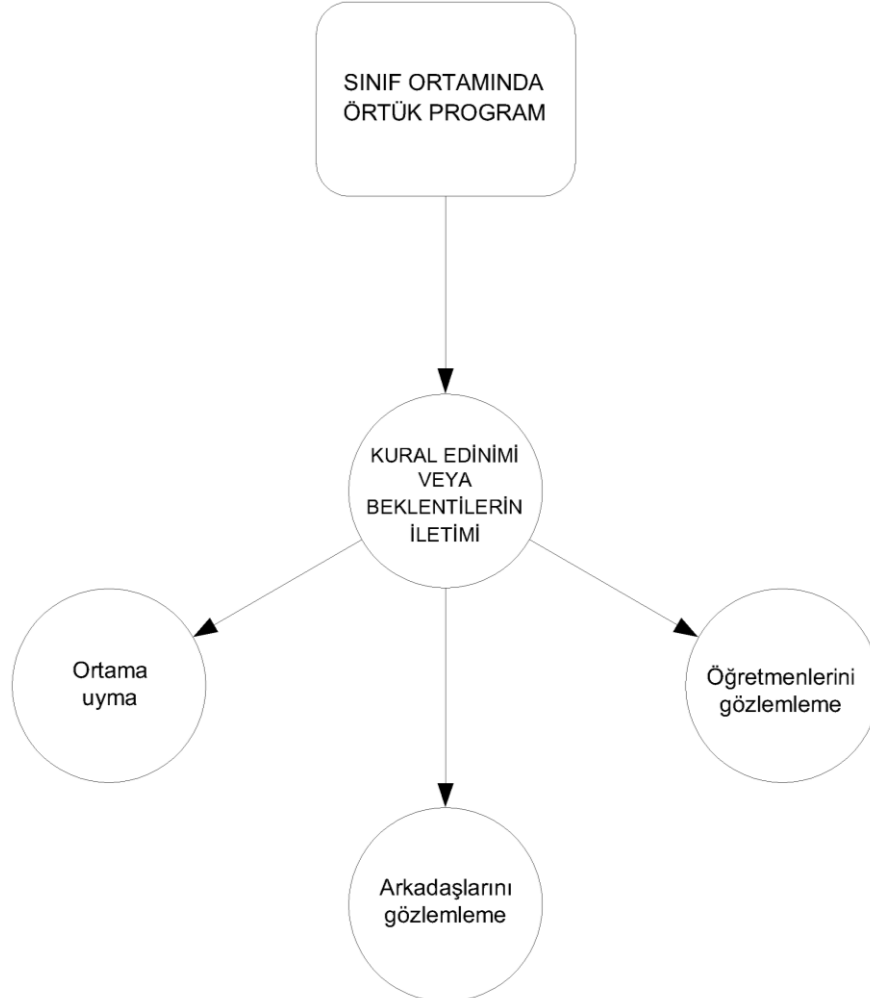 SINIF ORTAMINDA
ÖRTÜK PROGRAM
KURAL EDİNİMİ
VEYA
BEKLENTİLERİN
İLETİMİ
Ortama
uyma
Öğretmenlerini
gözlemleme
Arkadaşlarını
gözlemleme